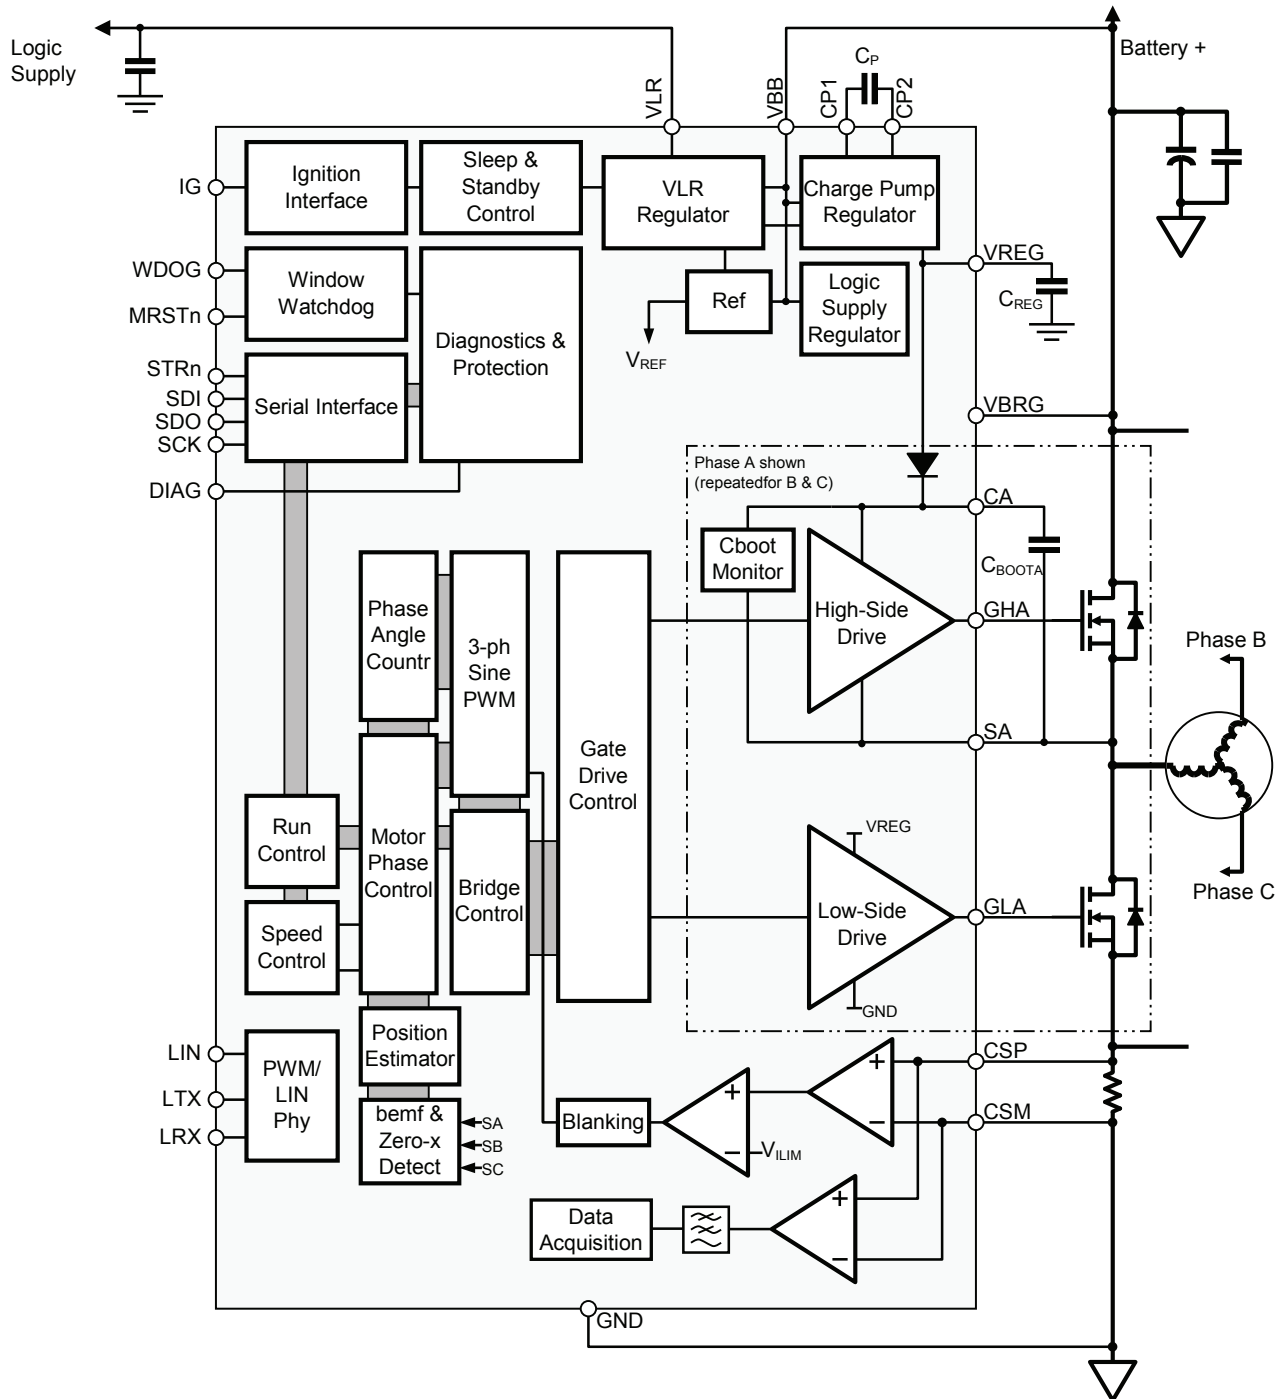 Logic
Supply
VLR
VBB
CP1
CP
CP2
Battery +
IG
Ignition
Interface
Sleep &
Standby
Control
VLR
Regulator
Charge Pump
Regulator
WDOG
MRSTn
Window
Watchdog
Diagnostics &
Protection
Ref
VREF
Logic
Supply
Regulator
VREG
CREG
STRn
SDI
SDO
SCK
Serial Interface
DIAG
VBRG
Phase A shown
(repeatedfor B & C)
CA
Cboot
Monitor
CBOOTA
High-Side
Drive
GHA
SA
Phase
Angle
Countr
3-ph
Sine
PWM
Gate
Drive
Control
Phase B
Phase C
Run
Control
Motor
Phase
Control
Bridge
Control
Speed
Control
VREG
Low-Side
Drive
GND
GLA
Position
Estimator
LIN
LTX
LRX
PWM/
LIN
Phy
bemf &
Zero-x
Detect
SA
SB
SC
Blanking
+
–
VILIM
+
–
CSP
CSM
Data
Acquisition
+
–
GND